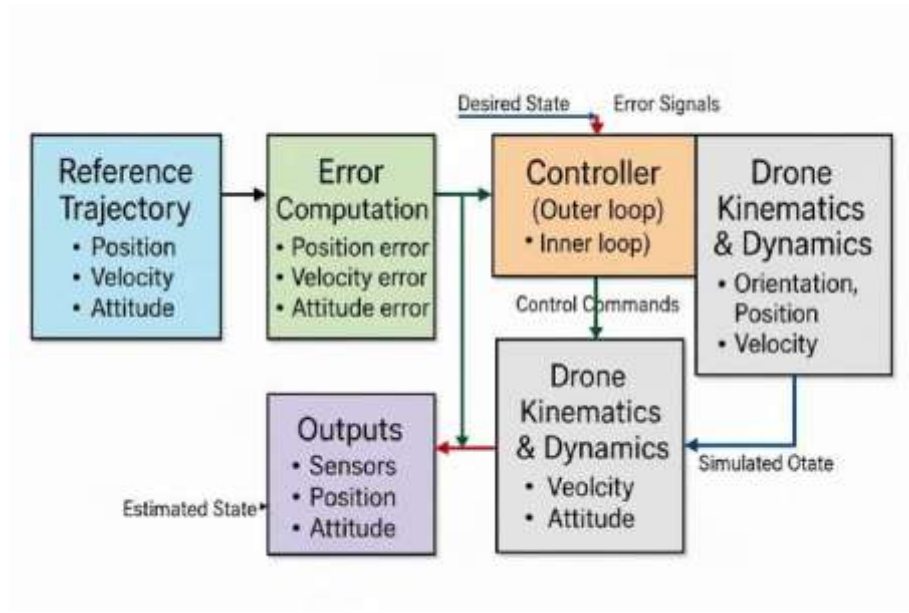 Desired State
Error Signals
Reference
Trajectory
• Position
• Velocity
• Attitude
Error
Computation
• Position error
• Velocity error
• Attitude error
Controller
(Outer loop)
• Inner loop)
Drone
Kinematics
& Dynamics
• Orientation,
Position
• Velocity
Control Commands
Drone
Kinematics
& Dynamics
• Veolcity
• Attitude
Simulated Otate
Outputs
• Sensors
• Position
• Attitude
Estimated State